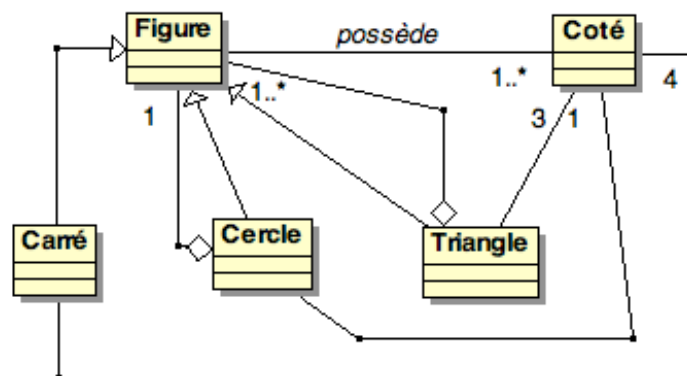 Figure
possède
Coté
1
1..*
1..*
4
3
1
Carré
Cercle
Triangle